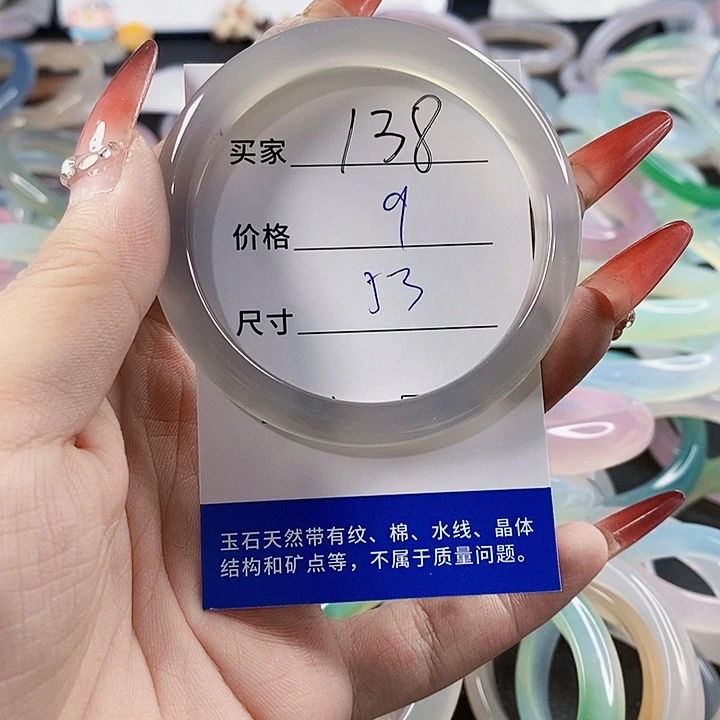 买家 138
价格 9
尺寸 53
玉石天然带有纹、棉、水线、晶体
结构和矿点等，不属于质量问题。